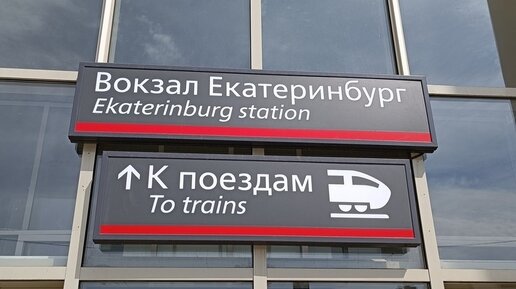 Вокзал Екатеринбург
Ekaterinburg station
↑ К поездам
To trains